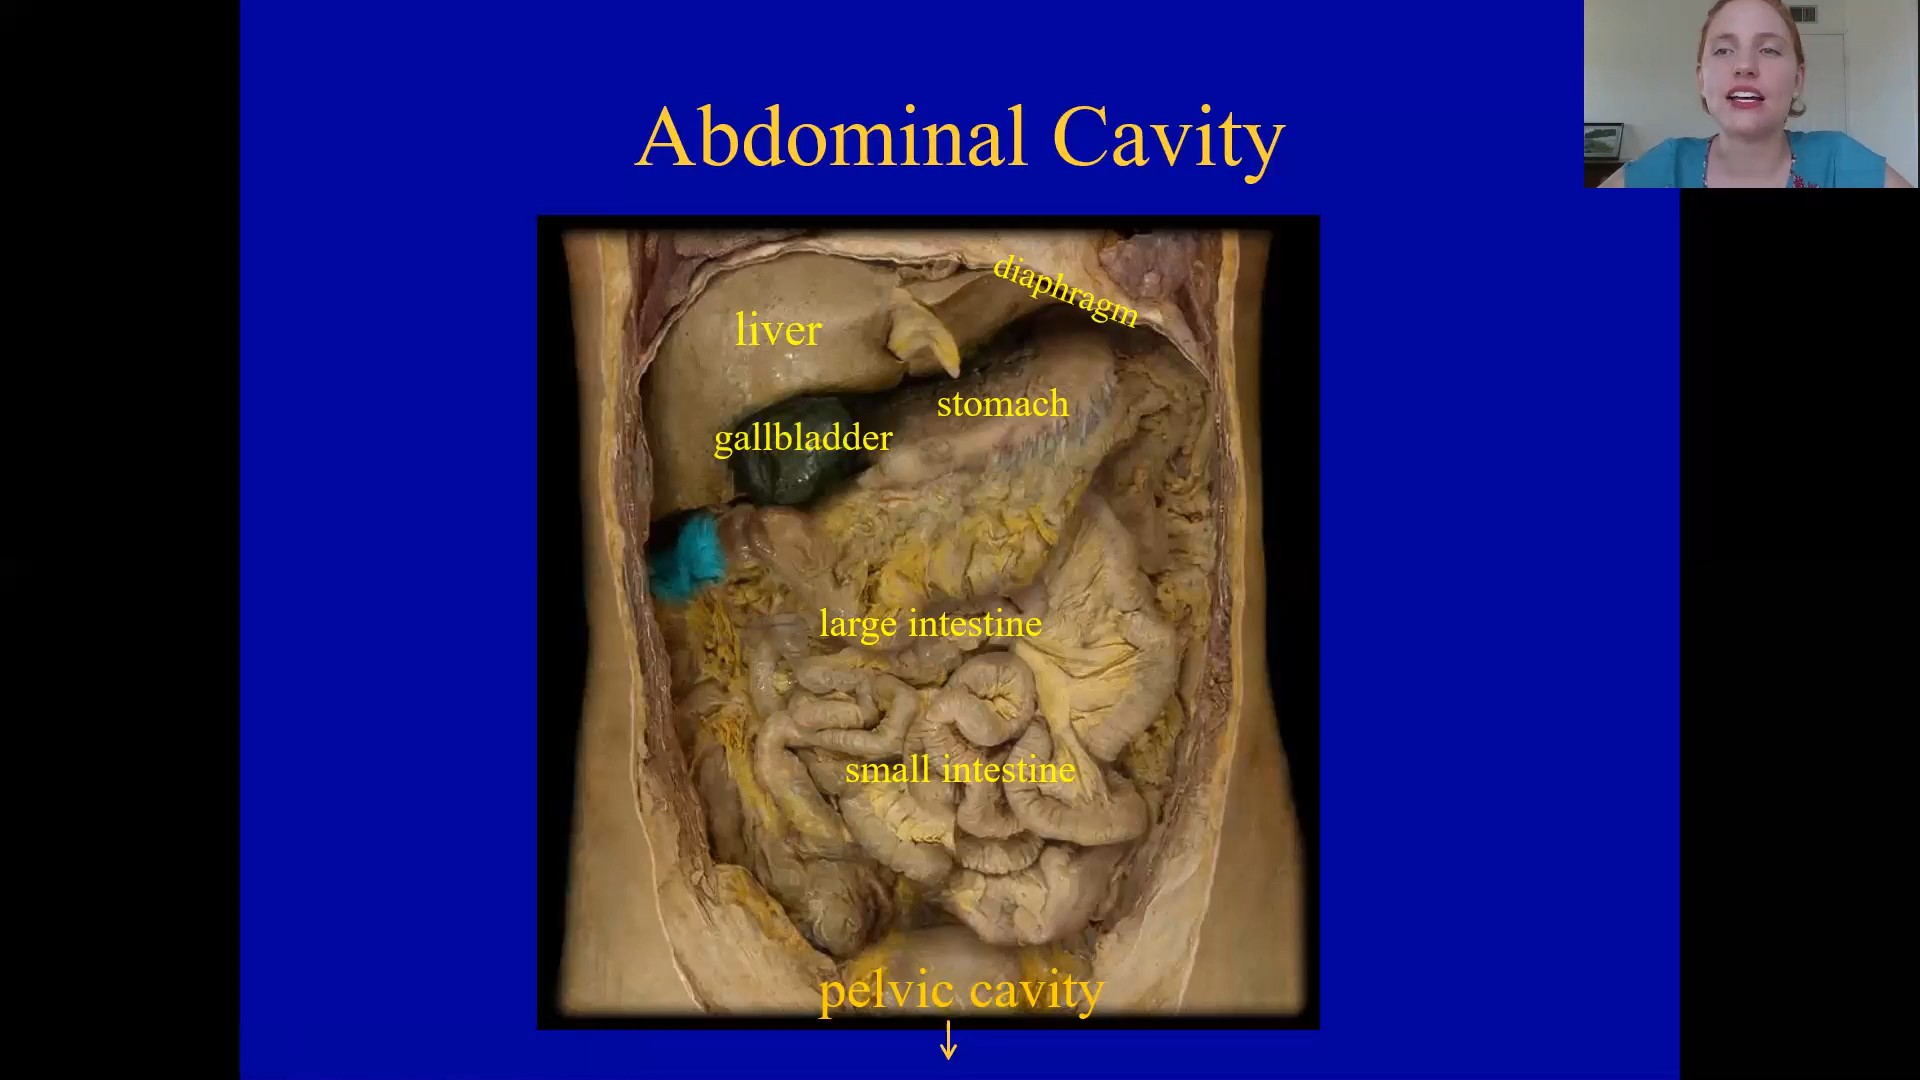 Abdominal Cavity
diaphragm
liver
stomach
gallbladder
large intestine
small intestine
pelvic cavity